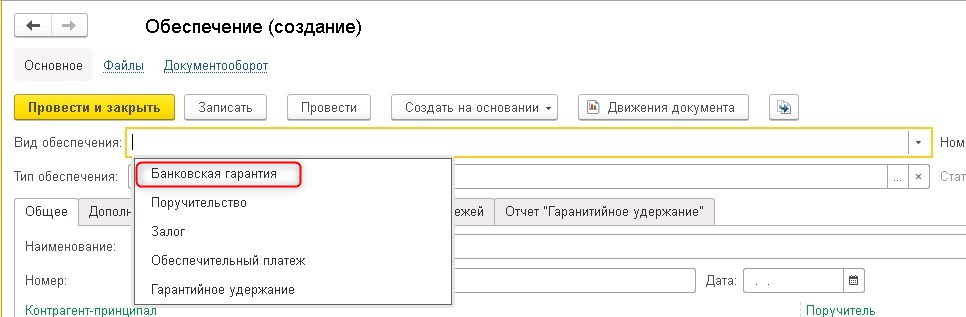 Обеспечение (создание)
Основное Файлы Документооборот
Провести и закрыть Записать Провести Создать на основании Движения документа
Вид обеспечения: Ном
Банковская гарантия
Тип обеспечения: ... × Стат
Поручительство
Общее Дополн ежей Отчет "Гаранитийное удержание"
Залог
Наименование:
Обеспечительный платеж
Номер: Дата: . .
Гарантийное удержание
Контрагент-принципал Поручитель